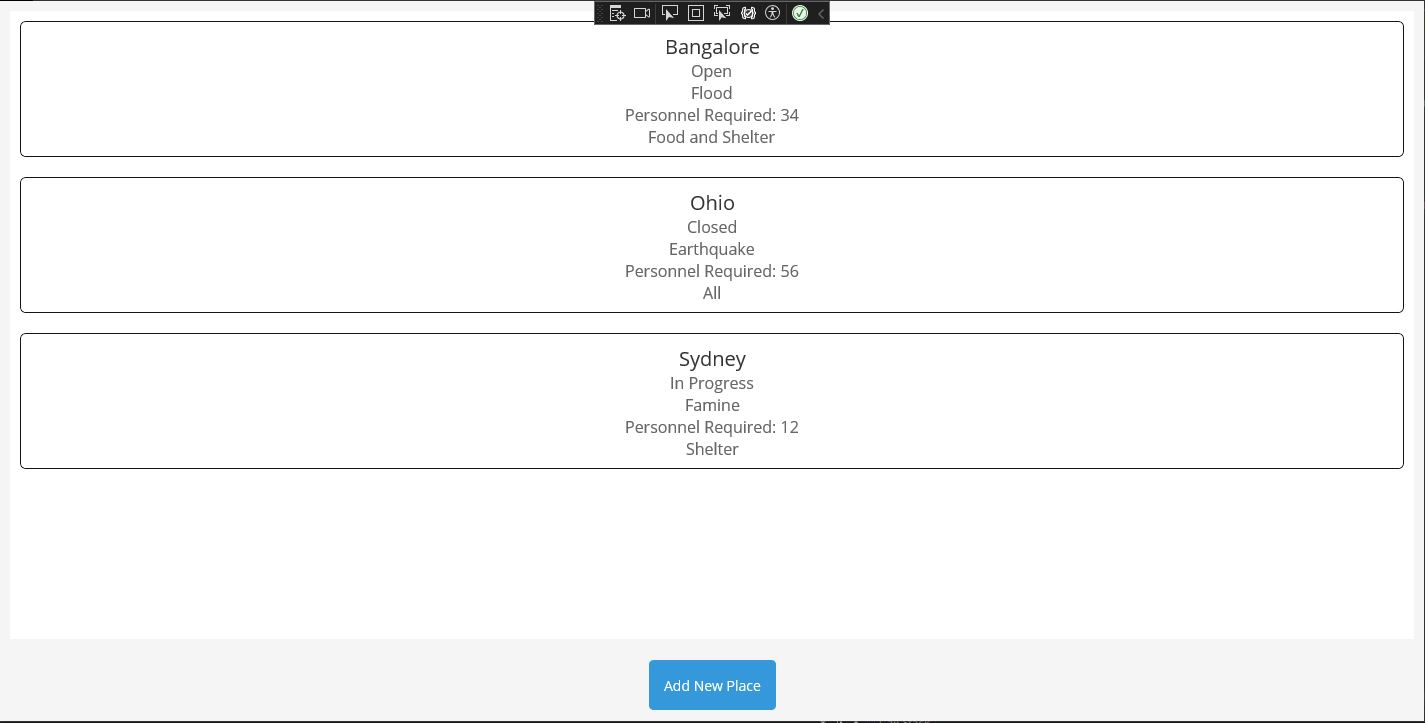 Bangalore
Open
Flood
Personnel Required: 34
Food and Shelter
Ohio
Closed
Earthquake
Personnel Required: 56
All
Sydney
In Progress
Famine
Personnel Required: 12
Shelter
Add New Place